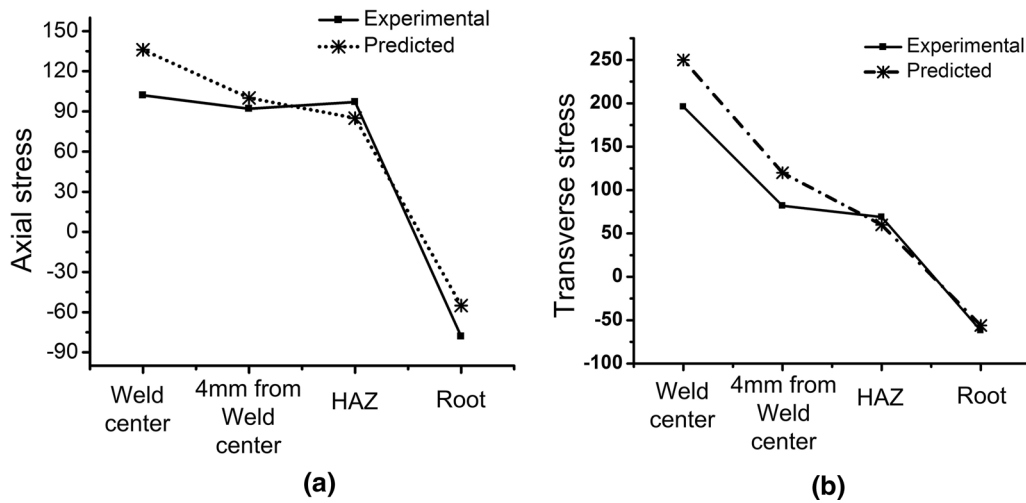 Experimental
Predicted
Axial stress
150
120
90
60
30
0
-30
-60
-90
Weld
center
4mm from
Weld
center
HAZ
Root
(a)
Experimental
Predicted
Transverse stress
250
200
150
100
50
0
-50
-100
Weld
center
4mm from
Weld
center
HAZ
Root
(b)